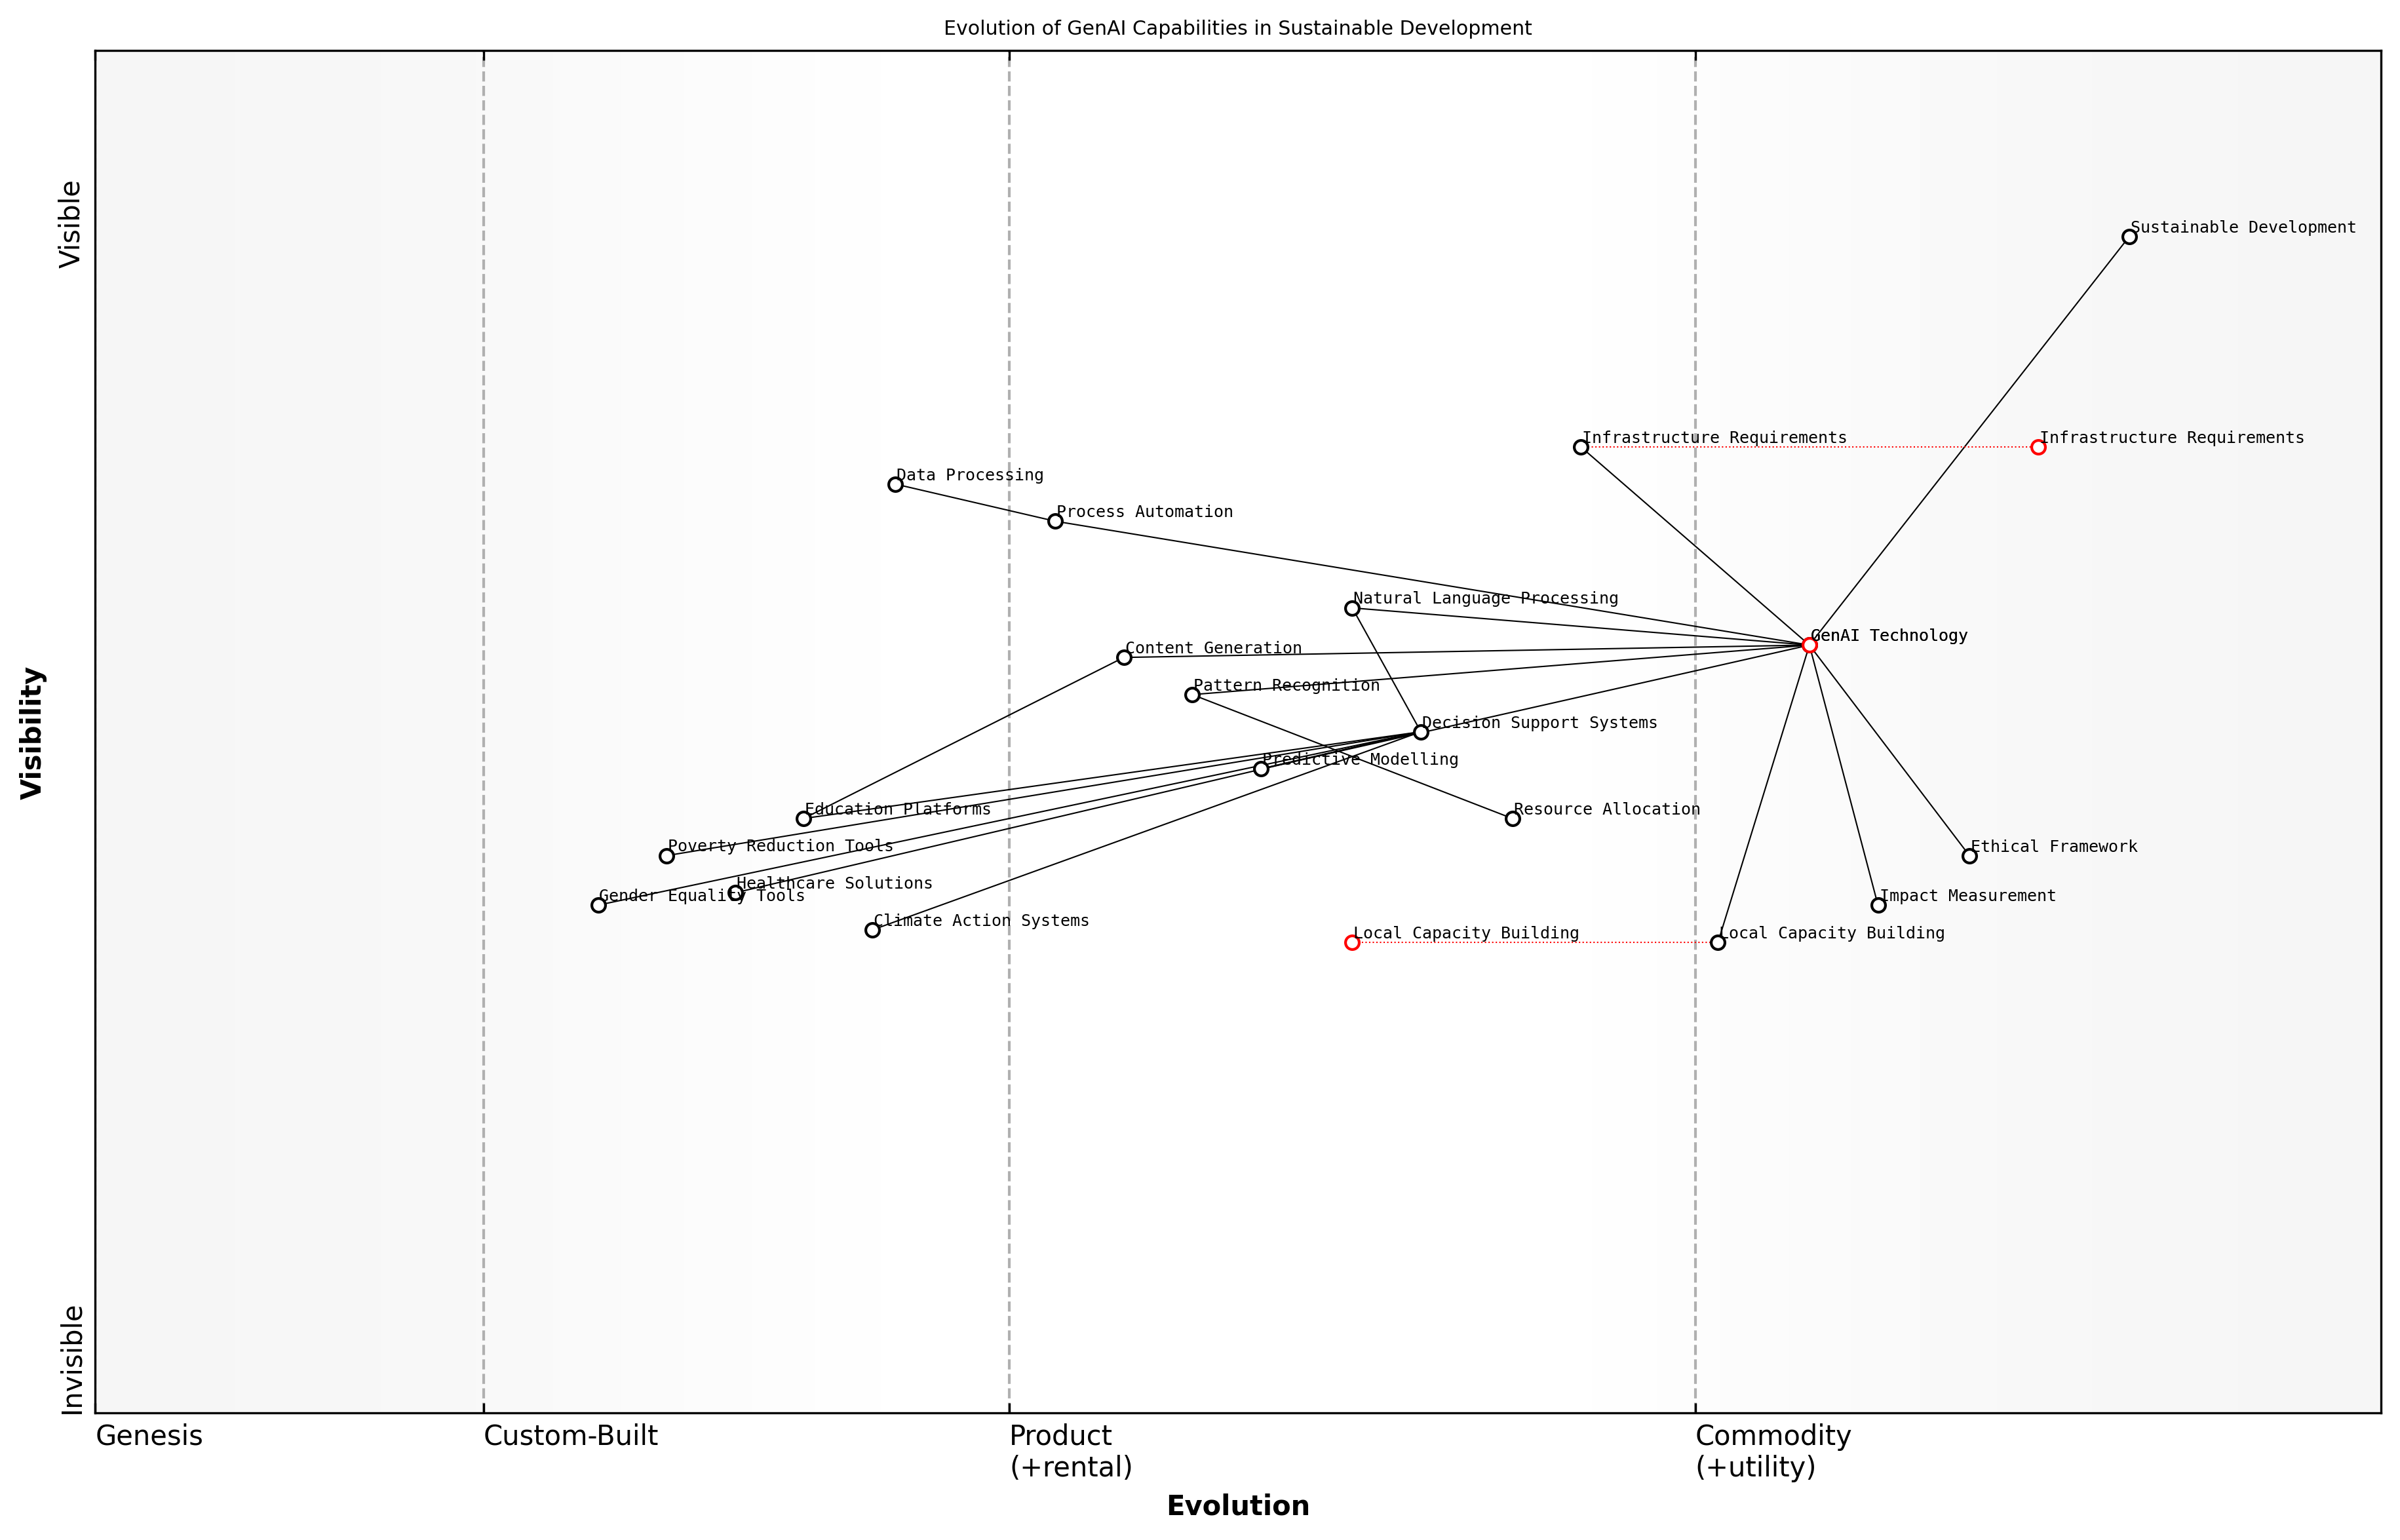 Evolution of GenAI Capabilities in Sustainable Development
Visible
Sustainable Development
Infrastructure Requirements
Infrastructure Requirements
Data Processing
Process Automation
Natural Language Processing
GenAI Technology
Content Generation
Pattern Recognition
Decision Support Systems
Predictive Modelling
Education Platforms
Resource Allocation
Poverty Reduction Tools
Ethical Framework
Healthcare Solutions
Gender Equality Tools
Impact Measurement
Climate Action Systems
Local Capacity Building
Local Capacity Building
Visibility
Invisible
Genesis
Custom-Built
Product
(+rental)
Commodity
(+utility)
Evolution